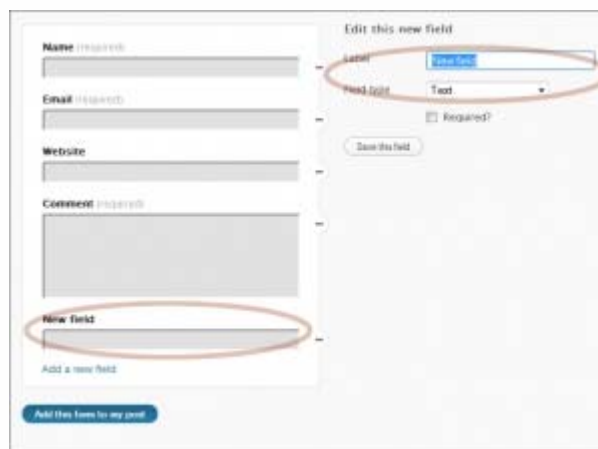 Name (required)
Email (required)
Website
Comment (required)
New field
Add a new field
Add this form to my post
Edit this new field
Label
New field
Field type
Text
Required?
Save this field